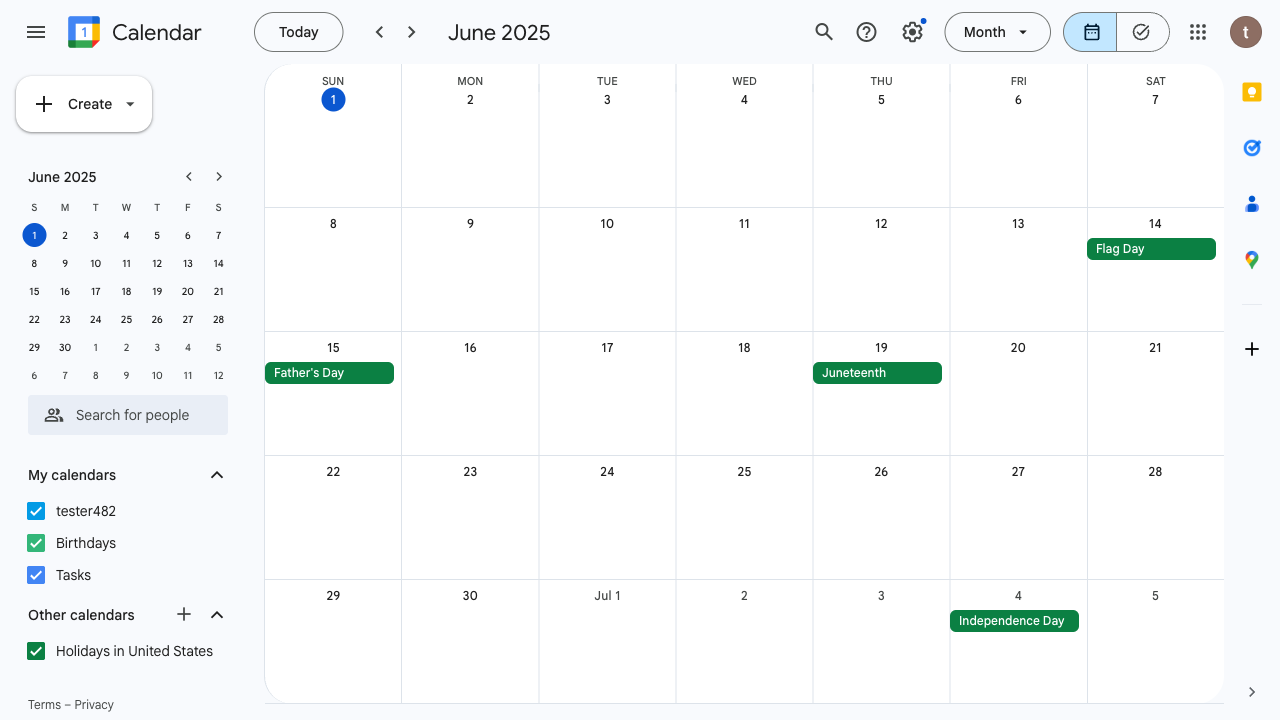 1
Calendar
Today
June 2025
Month
t
Create
June 2025
S M T W T F S
1 2 3 4 5 6 7
8 9 10 11 12 13 14
15 16 17 18 19 20 21
22 23 24 25 26 27 28
29 30 1 2 3 4 5
6 7 8 9 10 11 12
Search for people
My calendars
tester482
Birthdays
Tasks
Other calendars
Holidays in United States
Terms – Privacy
SUN MON TUE WED THU FRI SAT
1 2 3 4 5 6 7
8 9 10 11 12 13 14
Flag Day
15 16 17 18 19 20 21
Father's Day Juneteenth
22 23 24 25 26 27 28
29 30 Jul 1 2 3 4 5
Independence Day